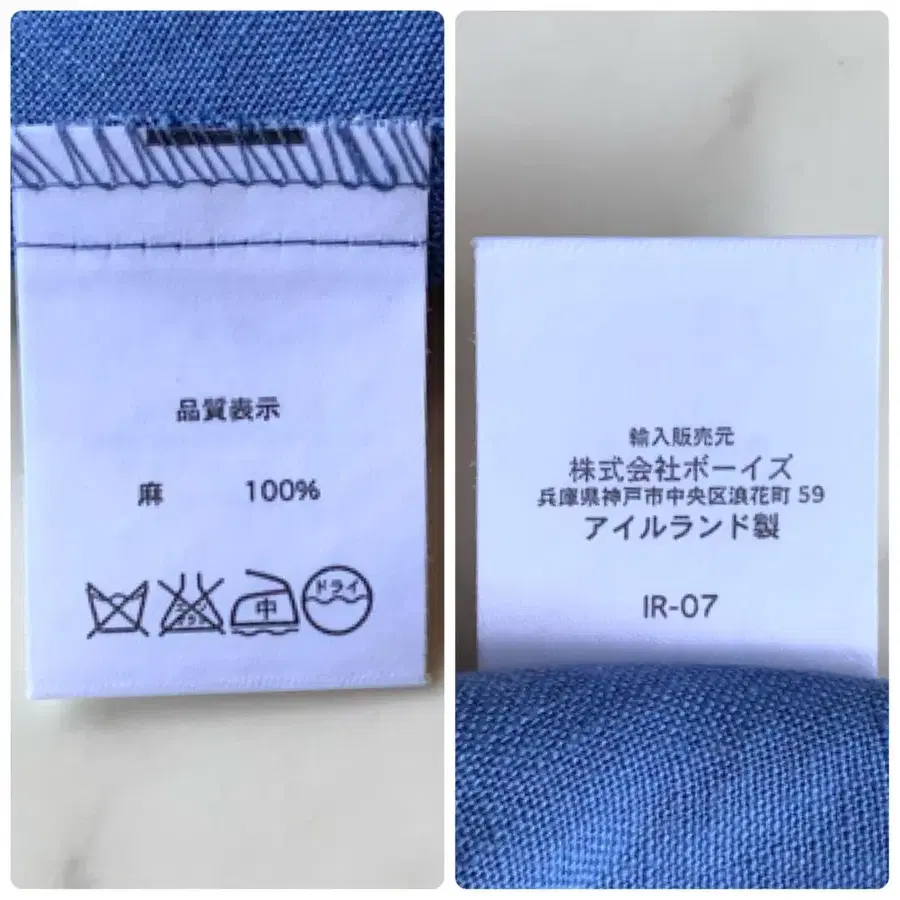 品質表示
麻 100%
中
ドライ
輸入販売元
株式会社ボーイズ
兵庫県神戸市中央区浪花町 59
アイルランド製
IR-07